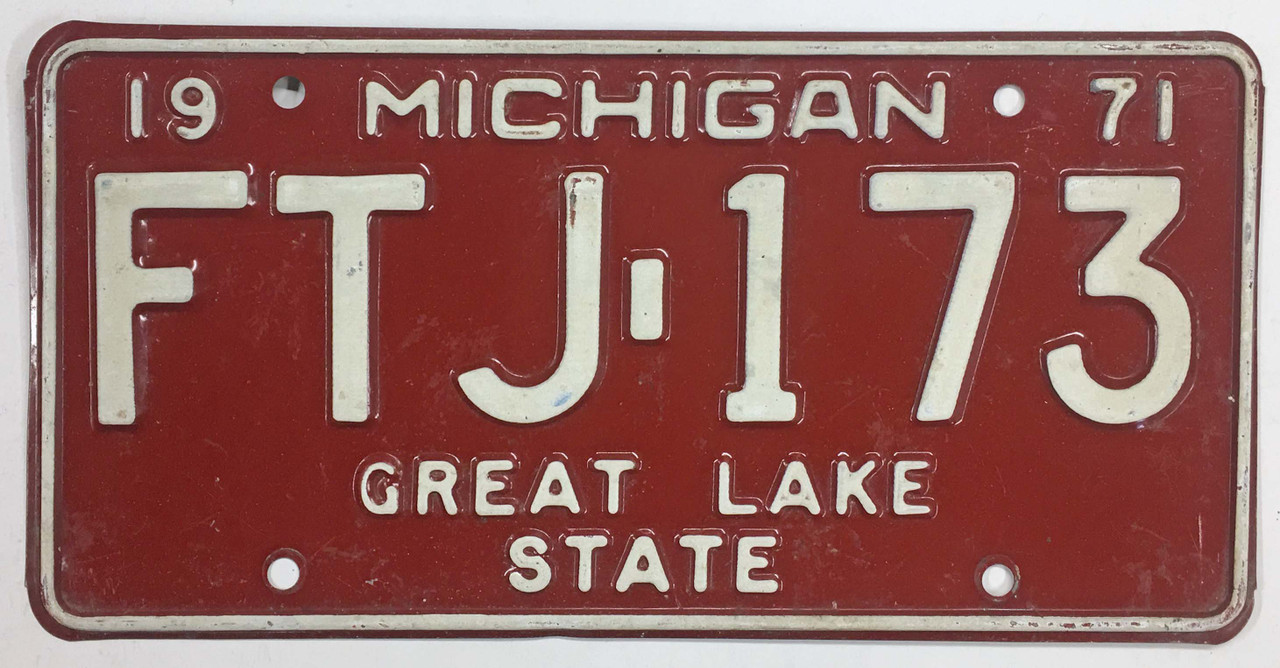 19 MICHIGAN 71
FTJ-173
GREAT LAKE
STATE